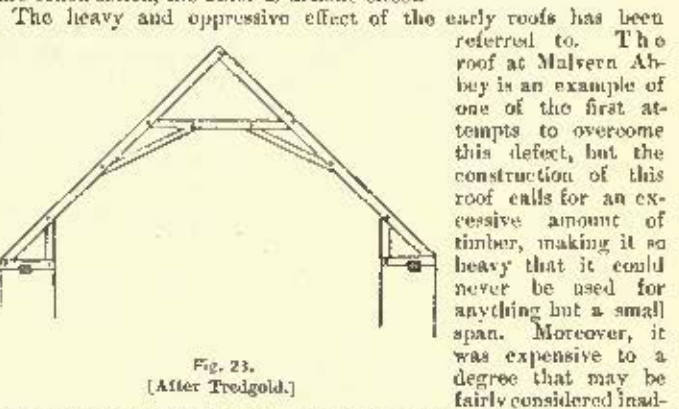 The heavy and oppressive effect of the early roofs has been
referred to. The
roof at Malvern Ab-
bey is an example of
one of the first at-
tempts to overcome
this defect, but the
construction of this
roof calls for an ex-
cessive amount of
timber, making it so
heavy that it could
never be used for
anything but a small
span. Moreover, it
was expensive to a
degree that may be
fairly considered inad-
Fig. 23.
[After Tredgold.]